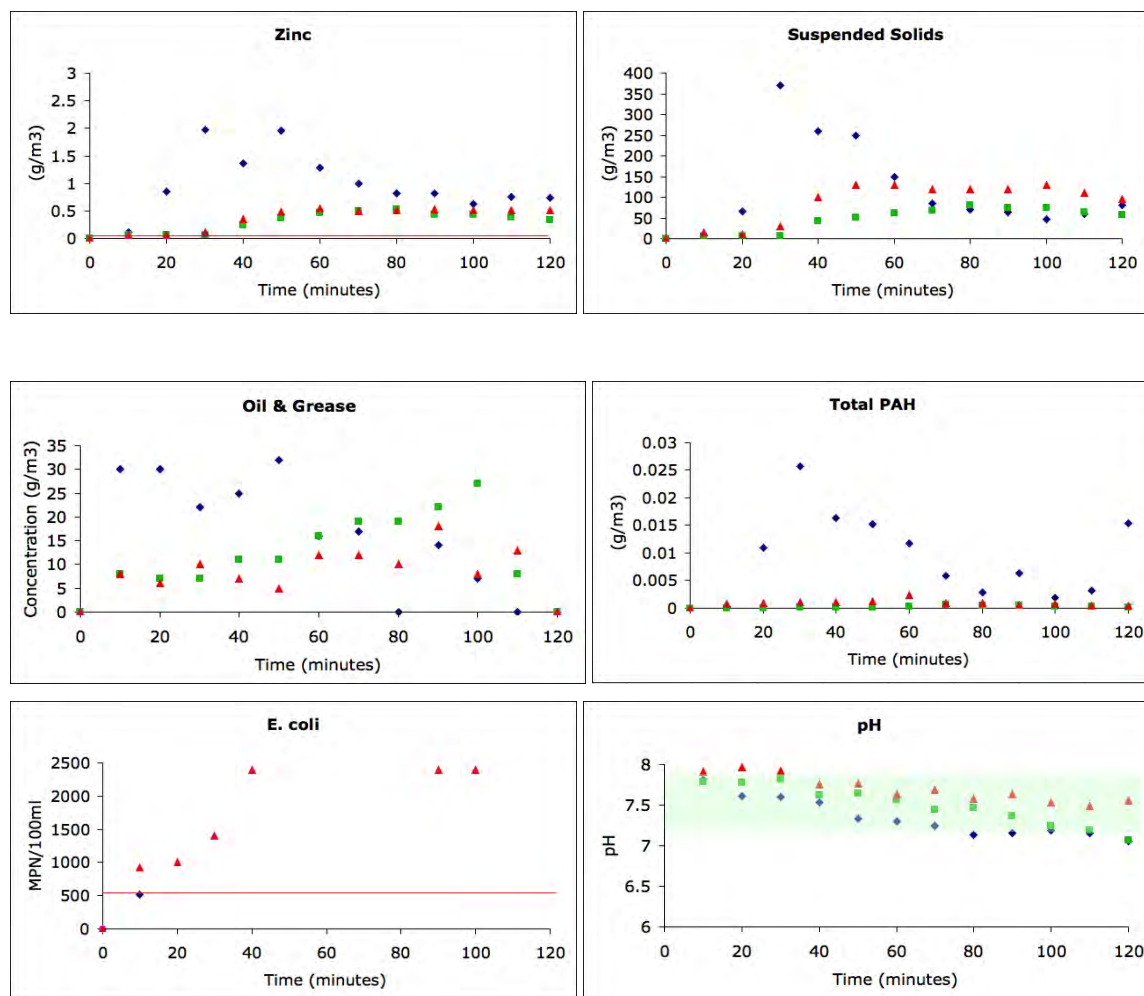 Zinc
(g/m3)
3
2.5
2
1.5
1
0.5
0
0 20 40 60 80 100 120
Time (minutes)
Suspended Solids
(g/m3)
400
350
300
250
200
150
100
50
0
0 20 40 60 80 100 120
Time (minutes)
Oil & Grease
Concentration (g/m3)
35
30
25
20
15
10
5
0
0 20 40 60 80 100 120
Time (minutes)
Total PAH
(g/m3)
0.03
0.025
0.02
0.015
0.01
0.005
0
0 20 40 60 80 100 120
Time (minutes)
E. coli
MPN/100ml
2500
2000
1500
1000
500
0
0 20 40 60 80 100 120
Time (minutes)
pH
pH
8
7.5
7
6.5
6
0 20 40 60 80 100 120
Time (minutes)